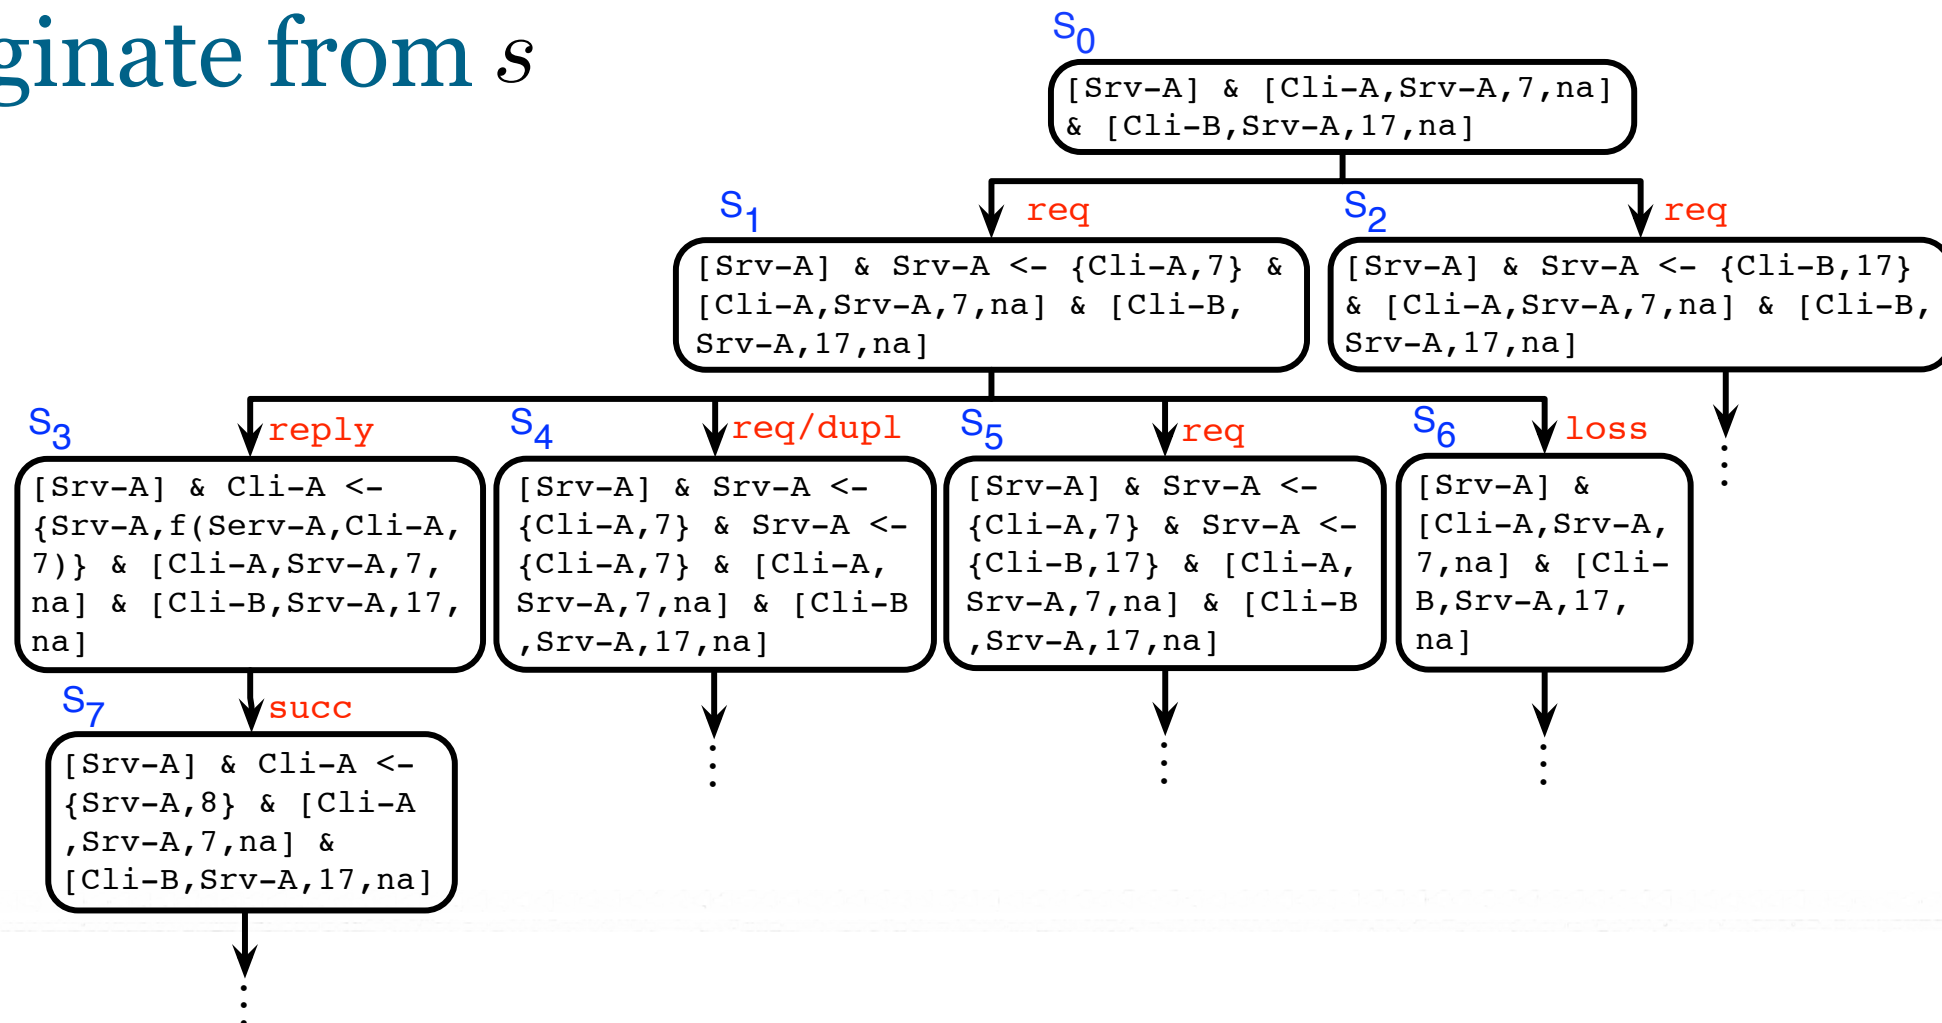 ginate from s
S0
[Srv-A] & [Cli-A,Srv-A,7,na]
& [Cli-B,Srv-A,17,na]
S1
req
[Srv-A] & Srv-A <- {Cli-A,7} &
[Cli-A,Srv-A,7,na] & [Cli-B,
Srv-A,17,na]
S2
req
[Srv-A] & Srv-A <- {Cli-B,17}
& [Cli-A,Srv-A,7,na] & [Cli-B,
Srv-A,17,na]
⋮
S3
reply
[Srv-A] & Cli-A <-
{Srv-A,f(Serv-A,Cli-A,
7)} & [Cli-A,Srv-A,7,
na] & [Cli-B,Srv-A,17,
na]
S4
req/dupl
[Srv-A] & Srv-A <-
{Cli-A,7} & Srv-A <-
{Cli-A,7} & [Cli-A,
Srv-A,7,na] & [Cli-B
,Srv-A,17,na]
⋮
S5
req
[Srv-A] & Srv-A <-
{Cli-A,7} & Srv-A <-
{Cli-B,17} & [Cli-A,
Srv-A,7,na] & [Cli-B
,Srv-A,17,na]
⋮
S6
loss
[Srv-A] &
[Cli-A,Srv-A,
7,na] & [Cli-
B,Srv-A,17,
na]
⋮
S7
succ
[Srv-A] & Cli-A <-
{Srv-A,8} & [Cli-A
,Srv-A,7,na] &
[Cli-B,Srv-A,17,na]
⋮